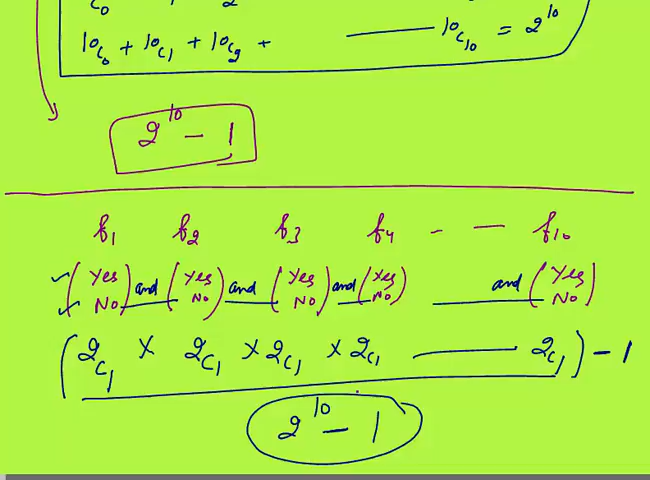 10C0 + 10C1 + 10C2 + —— 10C10 = 2^10
2^10 - 1
f1 f2 f3 f4 - — f10
(Yes No) and (Yes No) and (Yes No) and (Yes No) and (Yes No)
(2C1 × 2C1 × 2C1 × 2C1 —— 2C1) - 1
2^10 - 1